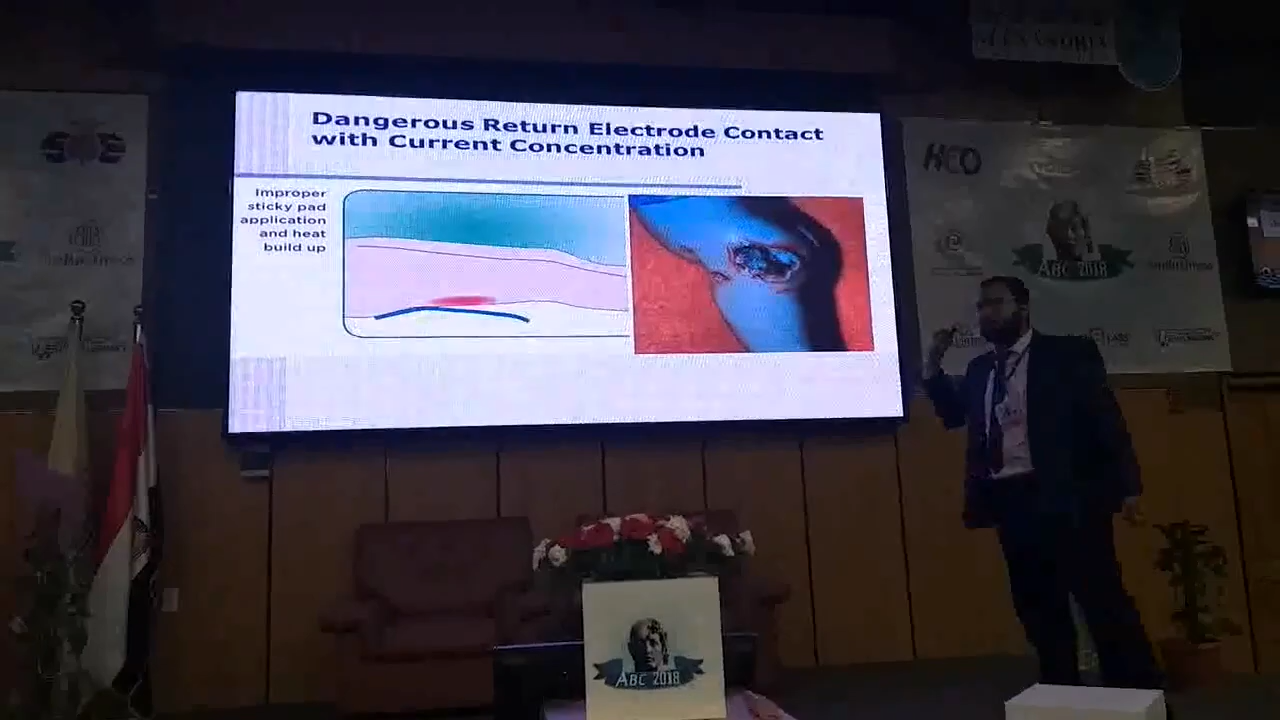 Dangerous Return Electrode Contact
with Current Concentration
Improper
sticky pad
application
and heat
build up
HCO
ABC 2018
ABC 2018